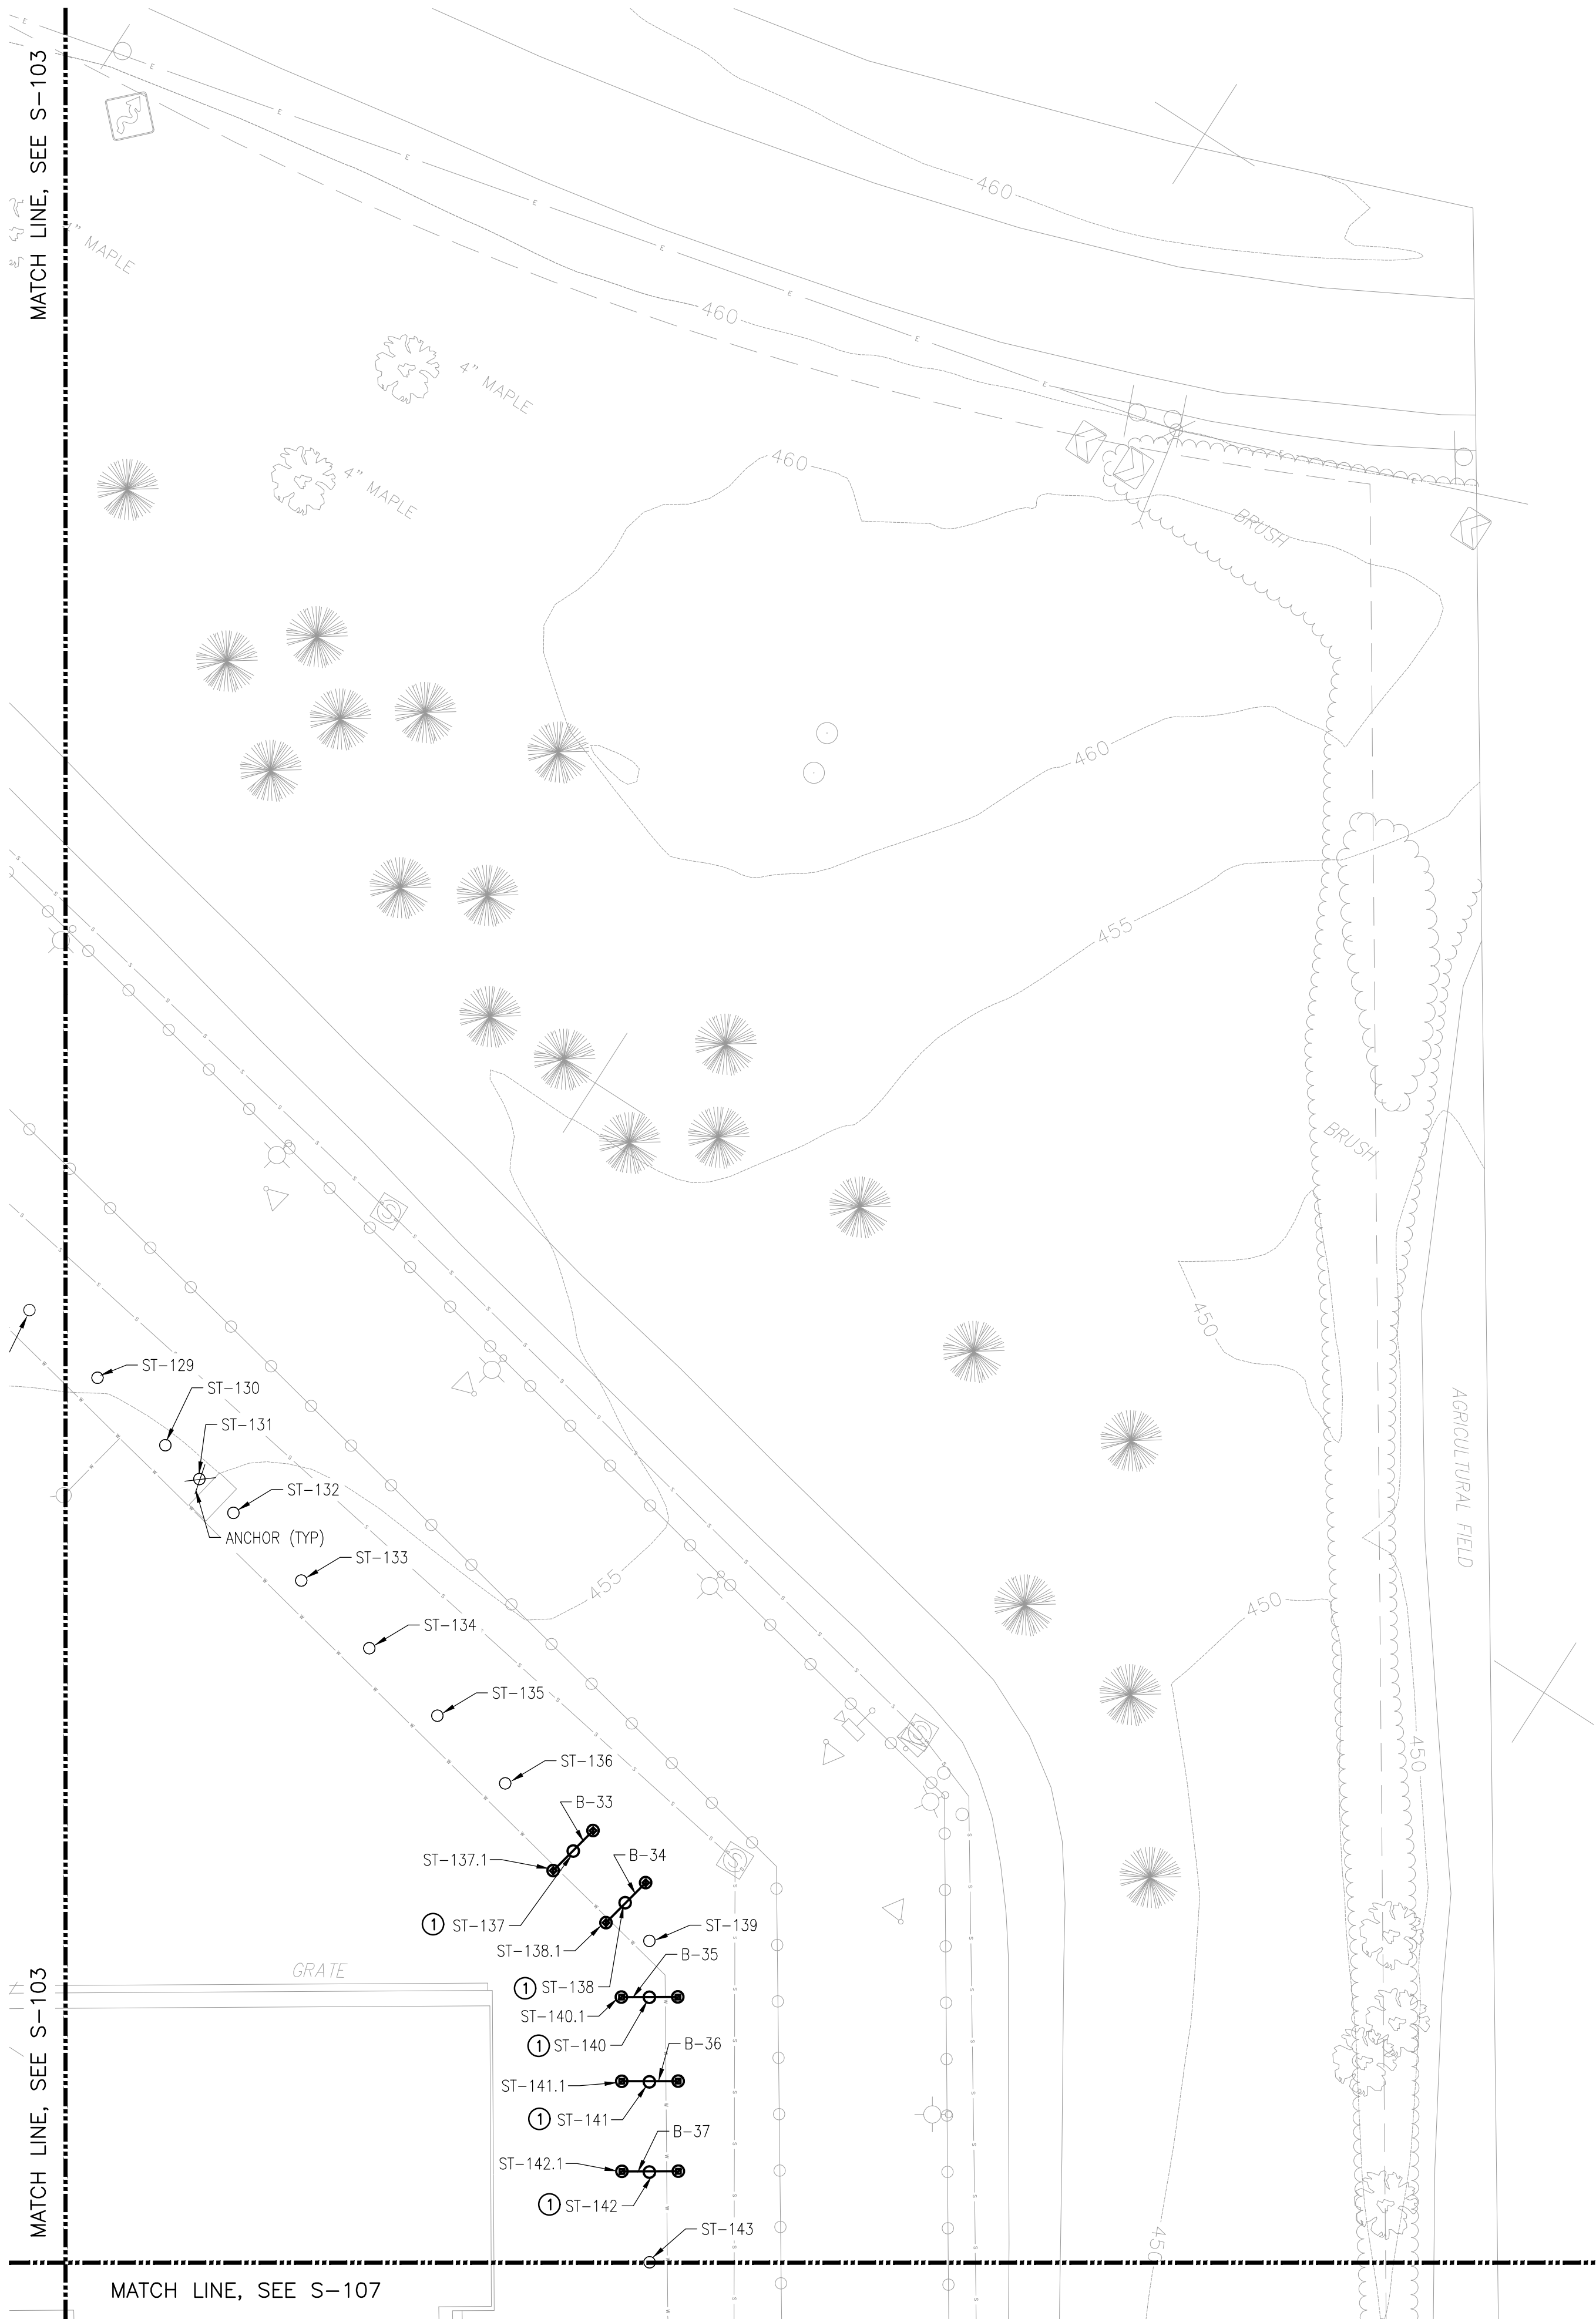 MATCH LINE, SEE S-103
MAPLE
460
460
4" MAPLE
4" MAPLE
460
BRUSH
460
455
BRUSH
450
AGRICULTURAL FIELD
ST-129
ST-130
ST-131
ST-132
ANCHOR (TYP)
ST-133
455
450
ST-134
ST-135
450
ST-136
B-33
ST-137.1
B-34
1 ST-137
ST-139
ST-138.1
B-35
GRATE
1 ST-138
ST-140.1
1 ST-140
B-36
ST-141.1
1 ST-141
B-37
ST-142.1
1 ST-142
ST-143
450
MATCH LINE, SEE S-103
MATCH LINE, SEE S-107